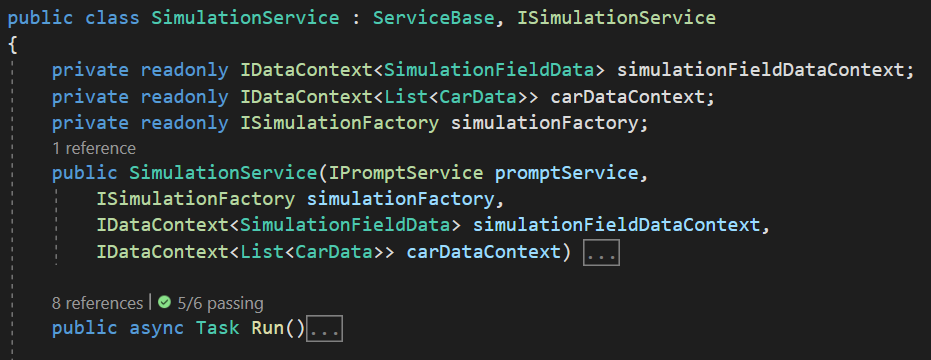 public class SimulationService : ServiceBase, ISimulationService
{
private readonly IDataContext<SimulationFieldData> simulationFieldDataContext;
private readonly IDataContext<List<CarData>> carDataContext;
private readonly ISimulationFactory simulationFactory;
1 reference
public SimulationService(IPromptService promptService,
ISimulationFactory simulationFactory,
IDataContext<SimulationFieldData> simulationFieldDataContext,
IDataContext<List<CarData>> carDataContext) ...
8 references | 5/6 passing
public async Task Run()...